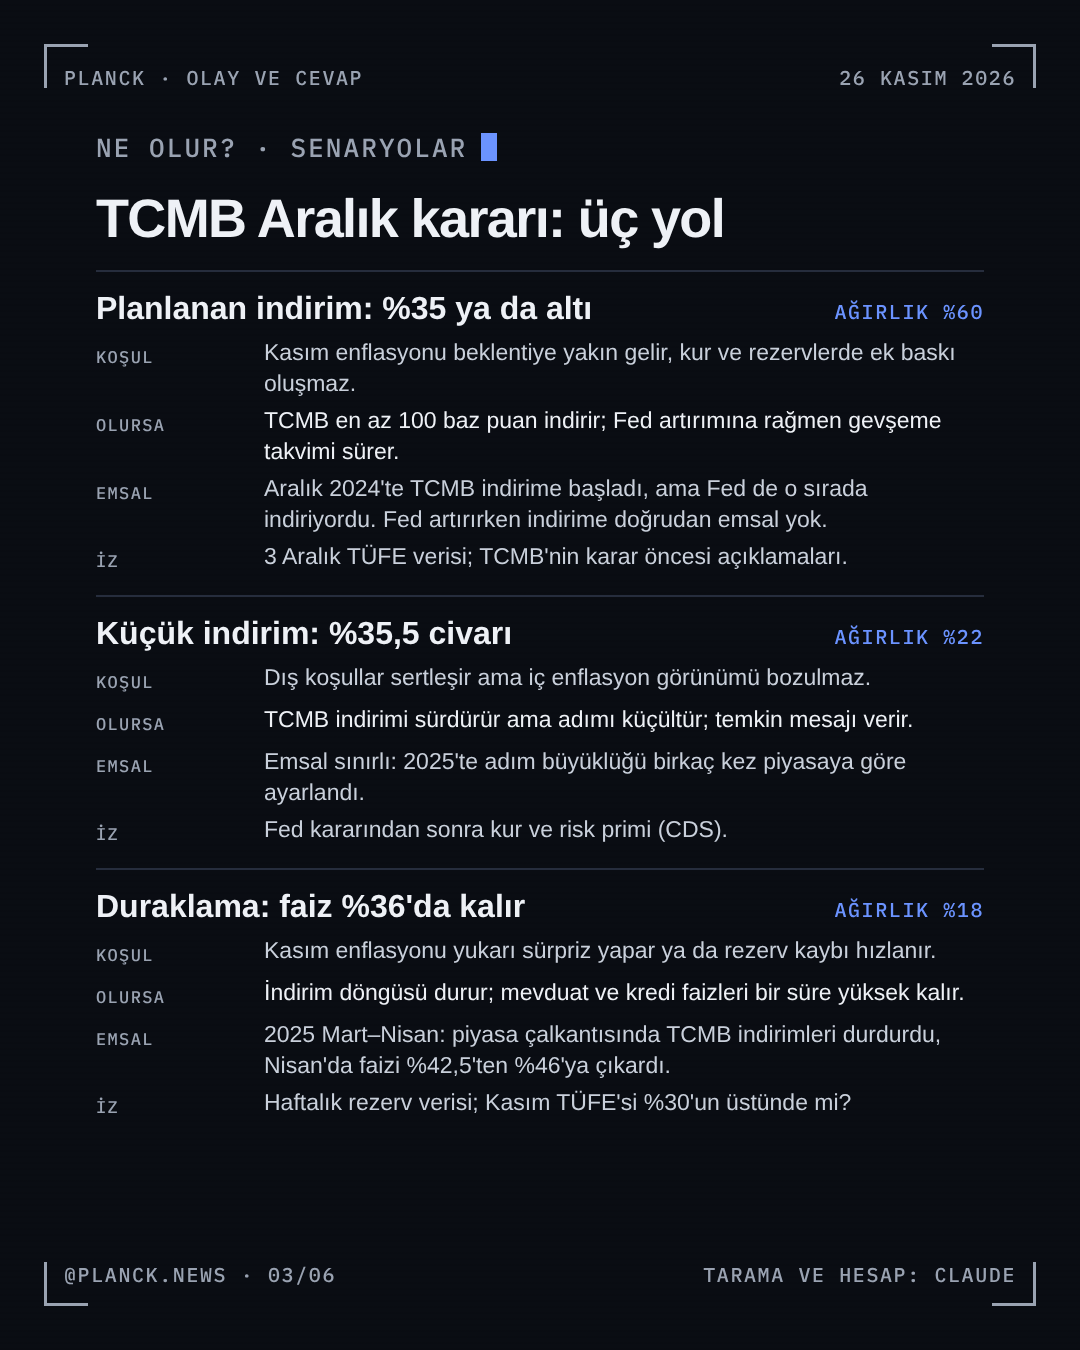 PLANCK · OLAY VE CEVAP
26 KASIM 2026
NE OLUR? · SENARYOLAR
TCMB Aralık kararı: üç yol
Planlanan indirim: %35 ya da altı
AĞIRLIK %60
KOŞUL
Kasım enflasyonu beklentiye yakın gelir, kur ve rezervlerde ek baskı
oluşmaz.
OLURSA
TCMB en az 100 baz puan indirir; Fed artırımına rağmen gevşeme
takvimi sürer.
EMSAL
Aralık 2024'te TCMB indirime başladı, ama Fed de o sırada
indiriyordu. Fed artırırken indirime doğrudan emsal yok.
İZ
3 Aralık TÜFE verisi; TCMB'nin karar öncesi açıklamaları.
Küçük indirim: %35,5 civarı
AĞIRLIK %22
KOŞUL
Dış koşullar sertleşir ama iç enflasyon görünümü bozulmaz.
OLURSA
TCMB indirimi sürdürür ama adımı küçültür; temkin mesajı verir.
EMSAL
Emsal sınırlı: 2025'te adım büyüklüğü birkaç kez piyasaya göre
ayarlandı.
İZ
Fed kararından sonra kur ve risk primi (CDS).
Duraklama: faiz %36'da kalır
AĞIRLIK %18
KOŞUL
Kasım enflasyonu yukarı sürpriz yapar ya da rezerv kaybı hızlanır.
OLURSA
İndirim döngüsü durur; mevduat ve kredi faizleri bir süre yüksek kalır.
EMSAL
2025 Mart–Nisan: piyasa çalkantısında TCMB indirimleri durdurdu,
Nisan'da faizi %42,5'ten %46'ya çıkardı.
İZ
Haftalık rezerv verisi; Kasım TÜFE'si %30'un üstünde mi?
@PLANCK.NEWS · 03/06
TARAMA VE HESAP: CLAUDE